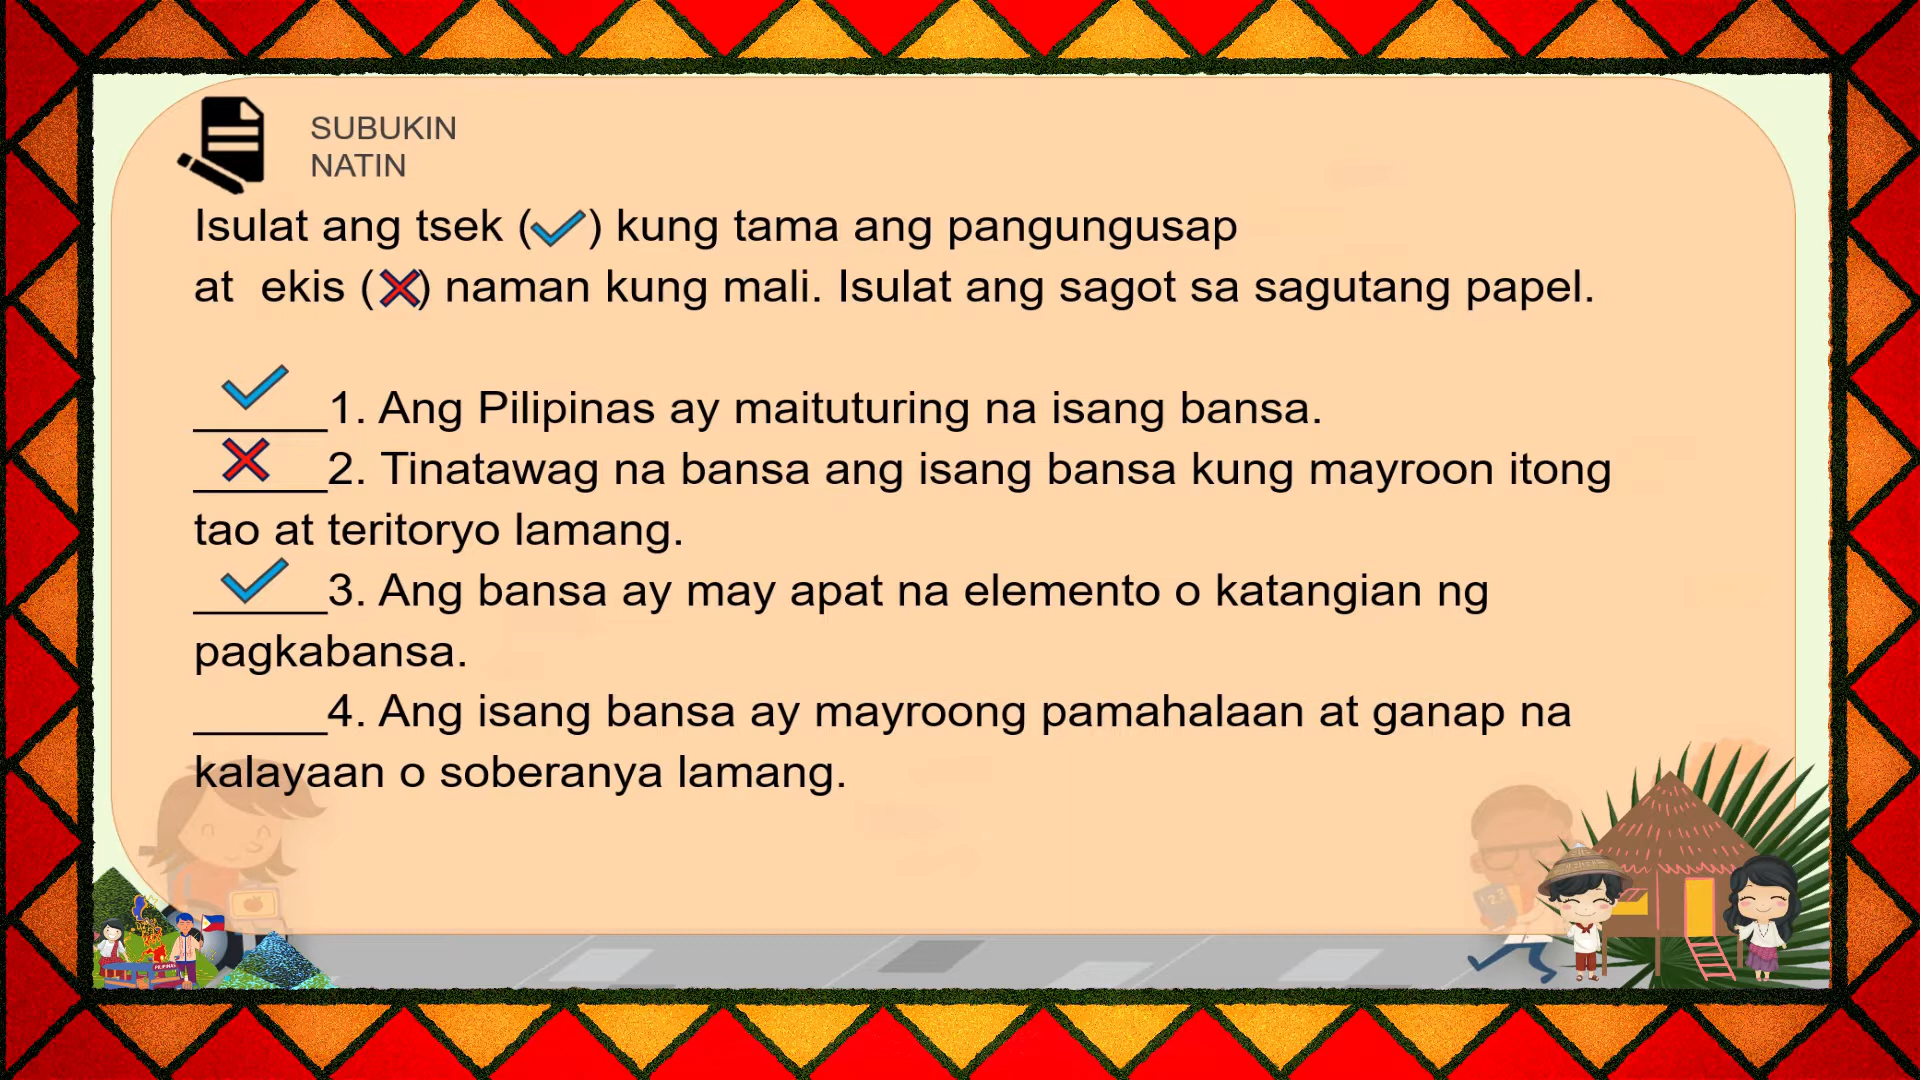 SUBUKIN
NATIN
Isulat ang tsek (✓) kung tama ang pangungusap
at ekis (✗) naman kung mali. Isulat ang sagot sa sagutang papel.
✓ ______1. Ang Pilipinas ay maituturing na isang bansa.
✗ ______2. Tinatawag na bansa ang isang bansa kung mayroon itong
tao at teritoryo lamang.
✓ ______3. Ang bansa ay may apat na elemento o katangian ng
pagkabansa.
______4. Ang isang bansa ay mayroong pamahalaan at ganap na
kalayaan o soberanya lamang.
PILIPINAS